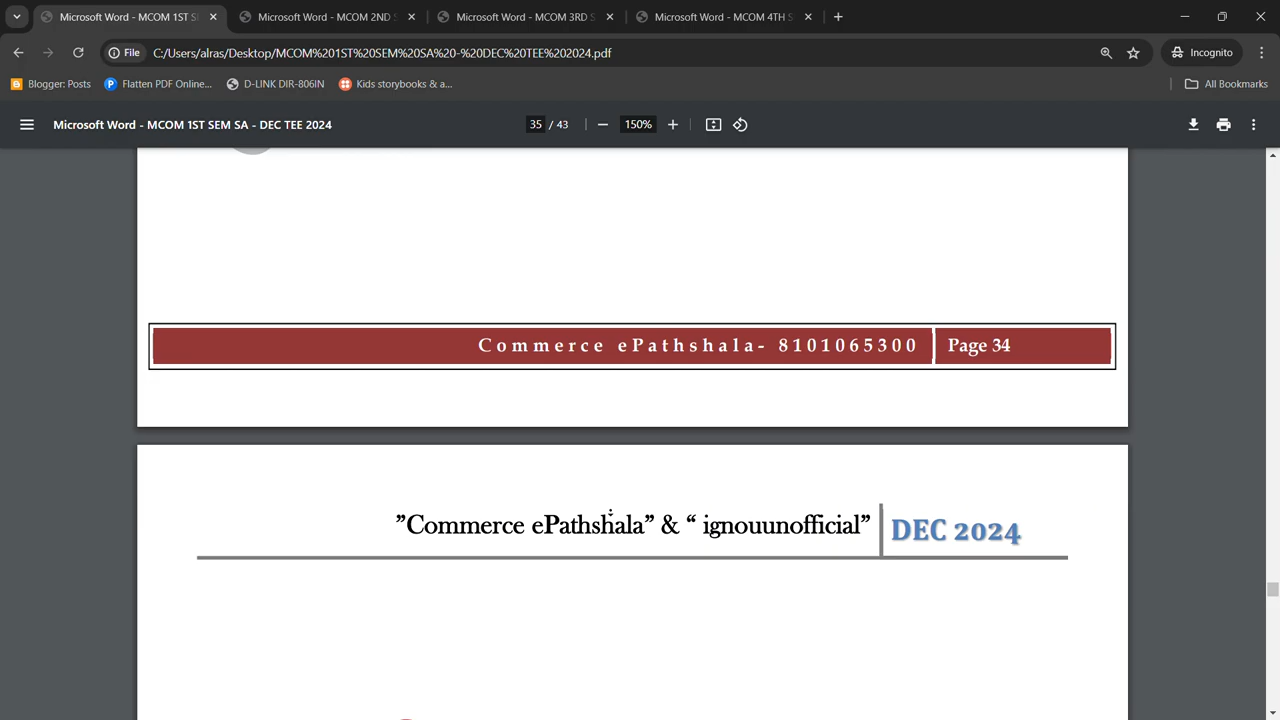 Microsoft Word - MCOM 1ST S
Microsoft Word - MCOM 2ND S
Microsoft Word - MCOM 3RD S
Microsoft Word - MCOM 4TH S
File
C:/Users/alras/Desktop/MCOM%201ST%20SEM%20SA%20-%20DEC%20TEE%202024.pdf
Incognito
Blogger: Posts
Flatten PDF Online...
D-LINK DIR-806IN
Kids storybooks & a...
All Bookmarks
Microsoft Word - MCOM 1ST SEM SA - DEC TEE 2024
35 / 43
150%
Commerce ePathshala- 8101065300 Page 34
”Commerce ePathshala” & “ ignouunofficial” DEC 2024